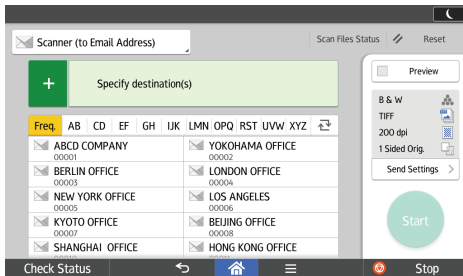 Scanner (to Email Address)
Scan Files Status
Reset
+
Specify destination(s)
Preview
B & W
TIFF
200 dpi
1 Sided Orig.
Send Settings >
Start
Freq. AB CD EF GH IJK LMN OPQ RST UVW XYZ
ABCD COMPANY
00001
YOKOHAMA OFFICE
00002
BERLIN OFFICE
00003
LONDON OFFICE
00004
NEW YORK OFFICE
00005
LOS ANGELES
00006
KYOTO OFFICE
00007
BEIJING OFFICE
00008
SHANGHAI OFFICE
HONG KONG OFFICE
Check Status
Stop